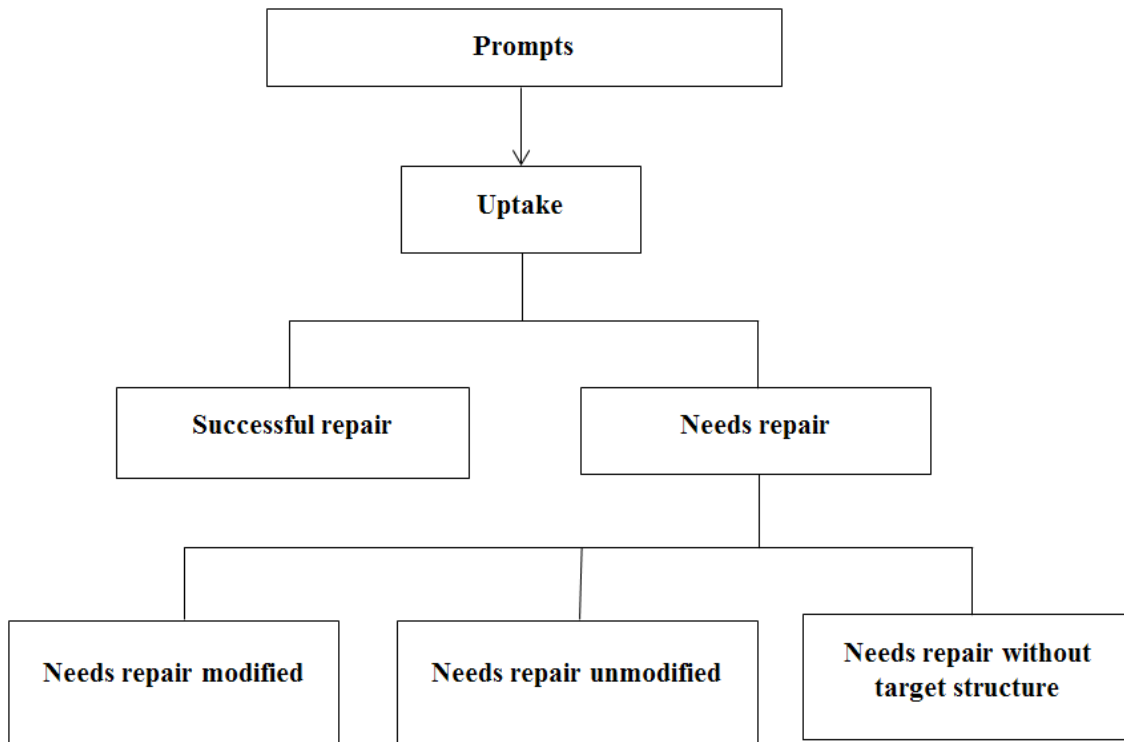 Prompts
Uptake
Successful repair
Needs repair
Needs repair modified
Needs repair unmodified
Needs repair without
target structure